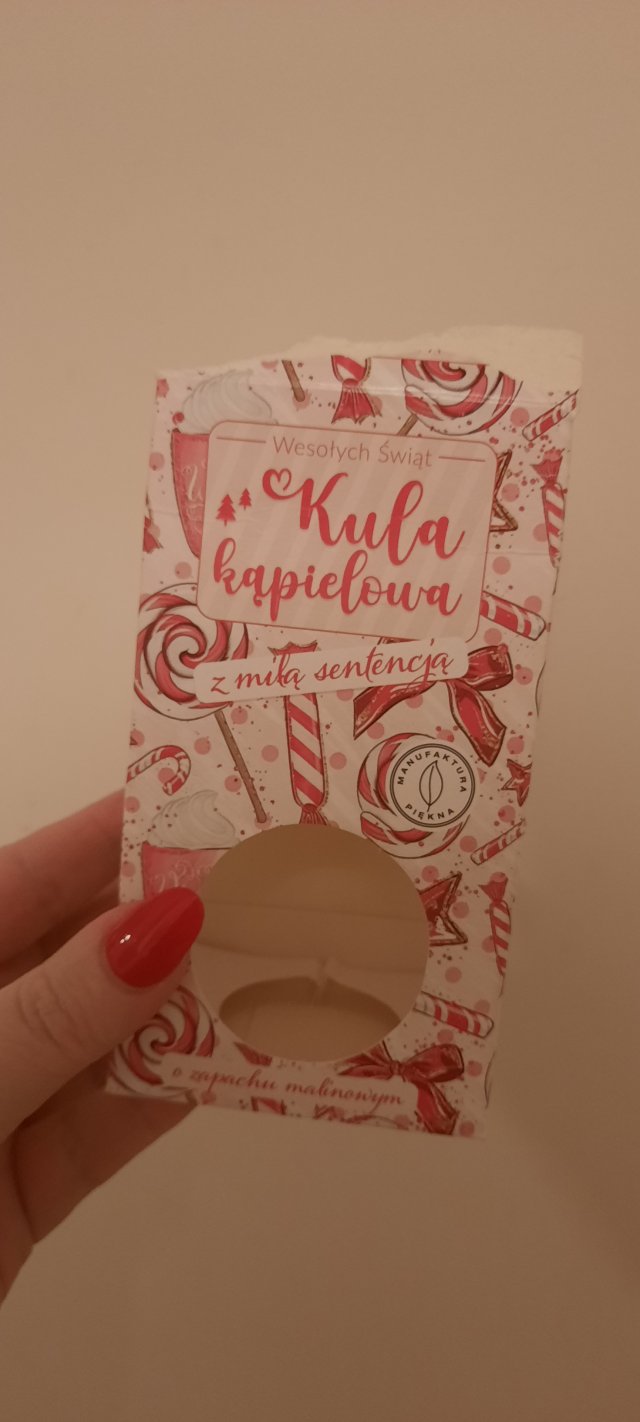 Wesołych Świąt
Kula
kąpielowa
z miłą sentencją
MANUFAKTURA
PIĘKNA
o zapachu malinowym